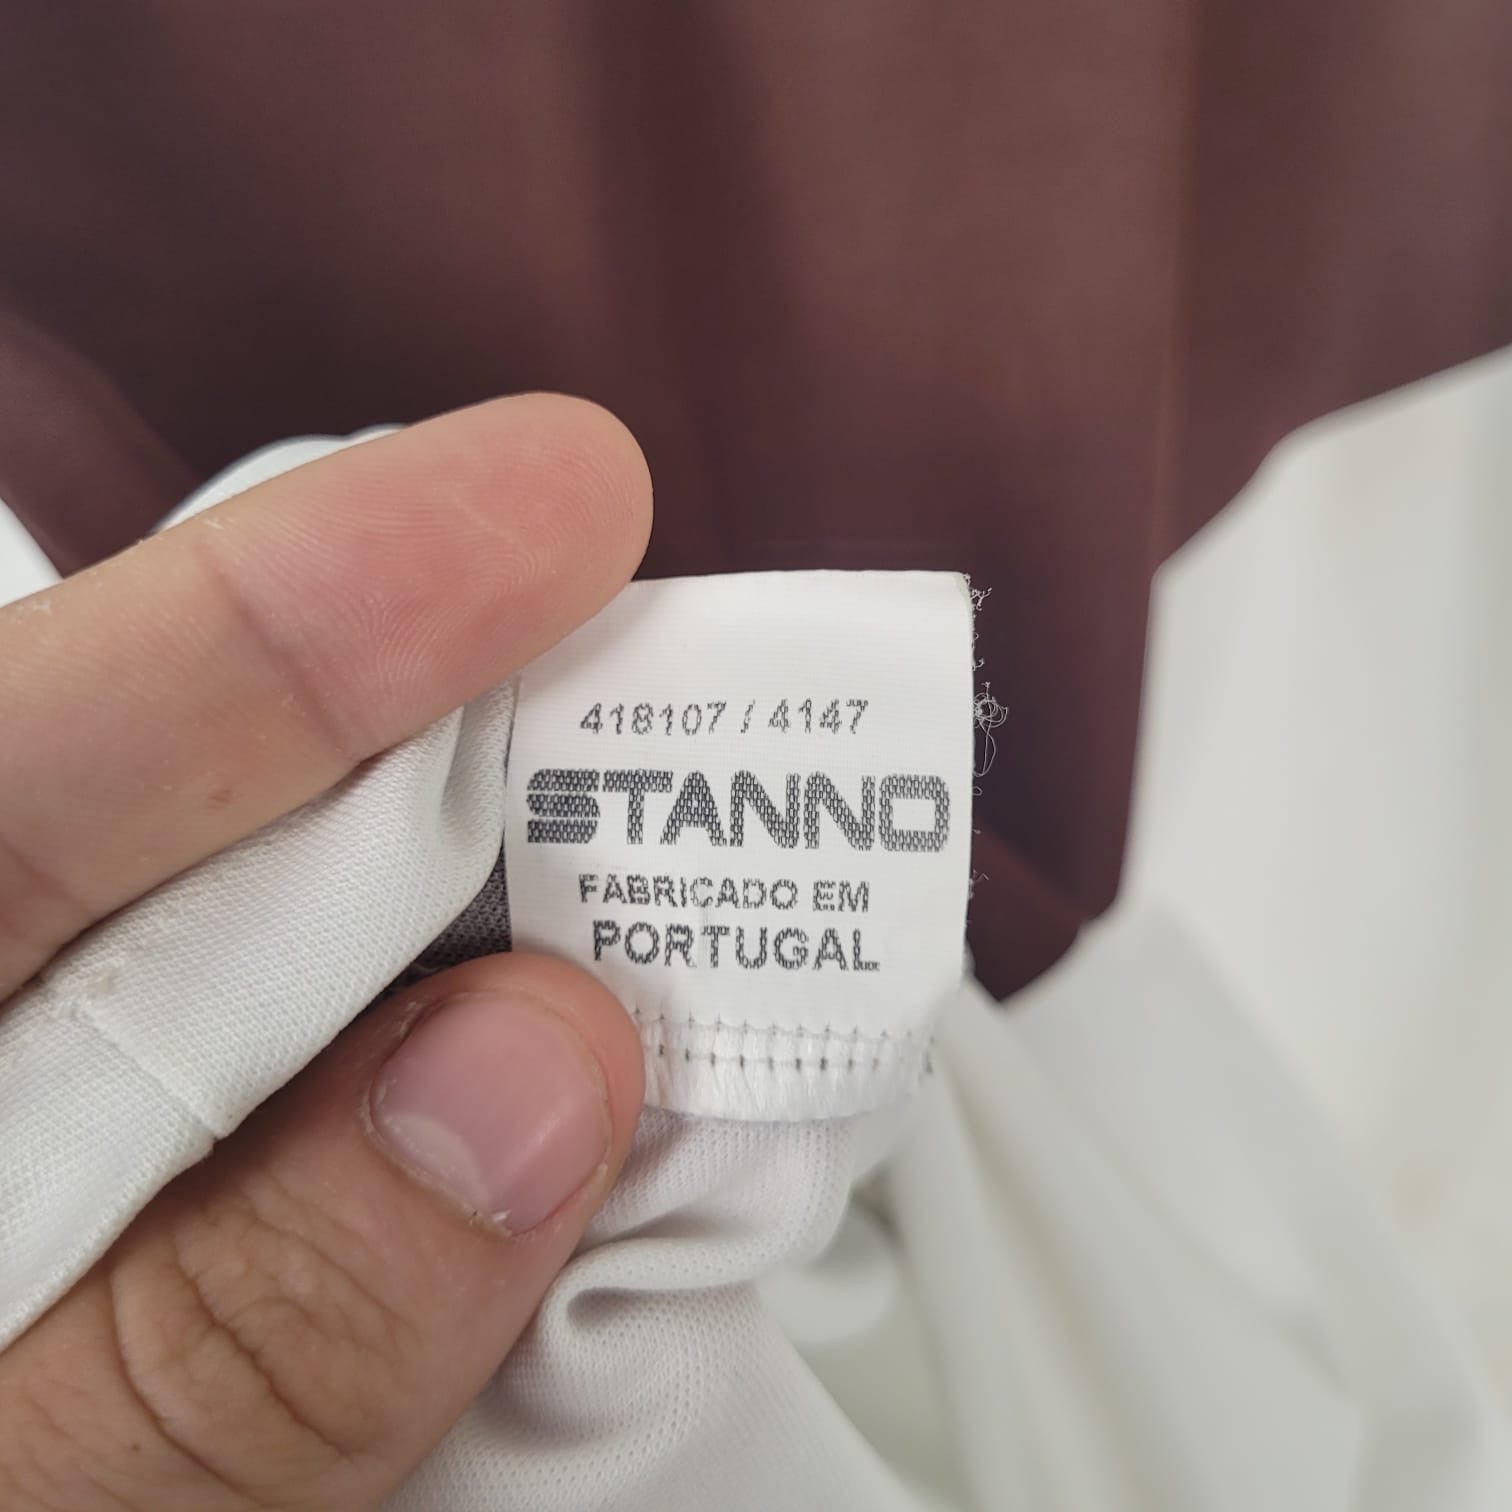 418107 / 4147
STANNO
FABRICADO EM
PORTUGAL